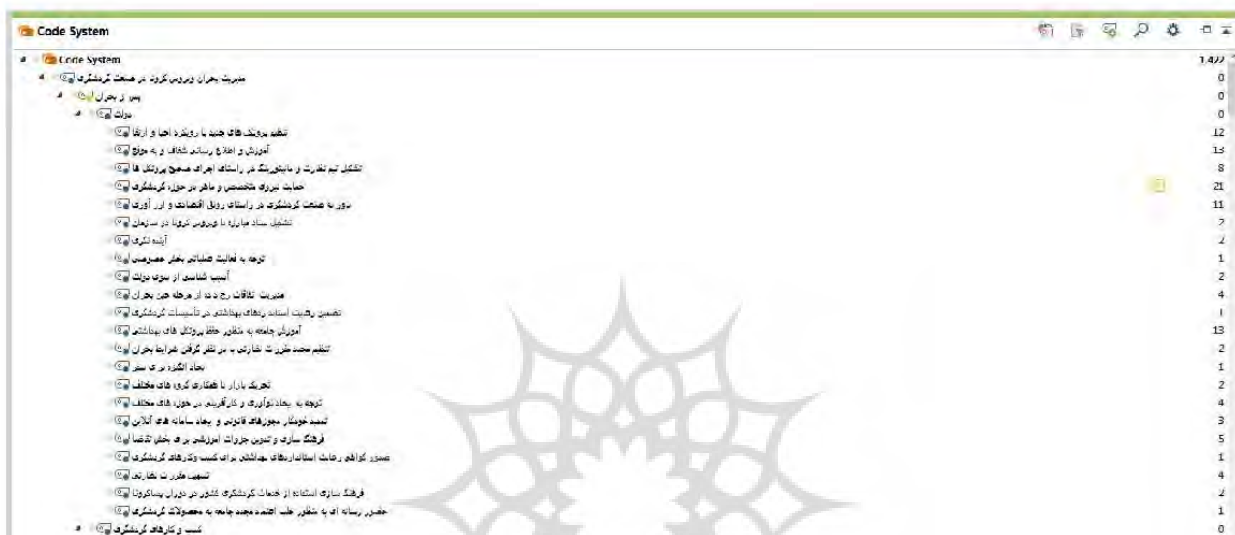 Code System
Code System 1.422
مدیریت بحران ویروس کرونا در صنعت گردشگری 0
پس از بحران 0
دولت 0
تنظیم پروتکل های جدید با رویکرد احیا و ارتقا 12
آموزش و اطلاع رسانی شفاف و به موقع 13
تشکیل تیم نظارت و مانیتورینگ در راستای اجرای صحیح پروتکل ها 8
حمایت نیروی متخصص و ماهر در حوزه گردشگری 21
ورود به صنعت گردشگری در راستای رونق اقتصادی و ارز آوری 11
تشکیل ستاد مبارزه با ویروس کرونا در سازمان 2
آینده نگری 2
توجه به فعالیت عملیاتی بخش خصوصی 1
آسیب شناسی از سوی دولت 2
مدیریت اتفاقات رخ داده از مرحله حین بحران 4
تضمین رعایت استانداردهای بهداشتی در تأسیسات گردشگری 1
آموزش جامعه به منظور حفظ پروتکل های بهداشتی 13
تنظیم مجدد مقررات نظارتی با در نظر گرفتن شرایط بحران 2
ایجاد انگیزه برای سفر 1
تحریک بازار با همکاری گروه های مختلف 2
توجه به ایجاد نوآوری و کارآفرینی در حوزه های مختلف 4
تمدید خودکار مجوزهای قانونی و ایجاد سامانه های آنلاین 3
فرهنگ سازی و تدوین جزوات آموزشی برای بخش تقاضا 5
صدور گواهی رعایت استانداردهای بهداشتی برای کسب وکارهای گردشگری 1
تسهیل مقررات نظارتی 4
فرهنگ سازی استفاده از خدمات گردشگری کشور در دوران پساکرونا 2
حضور رسانه ای به منظور جلب اعتماد مجدد جامعه به محصولات گردشگری 1
کسب و کارهای گردشگری 0